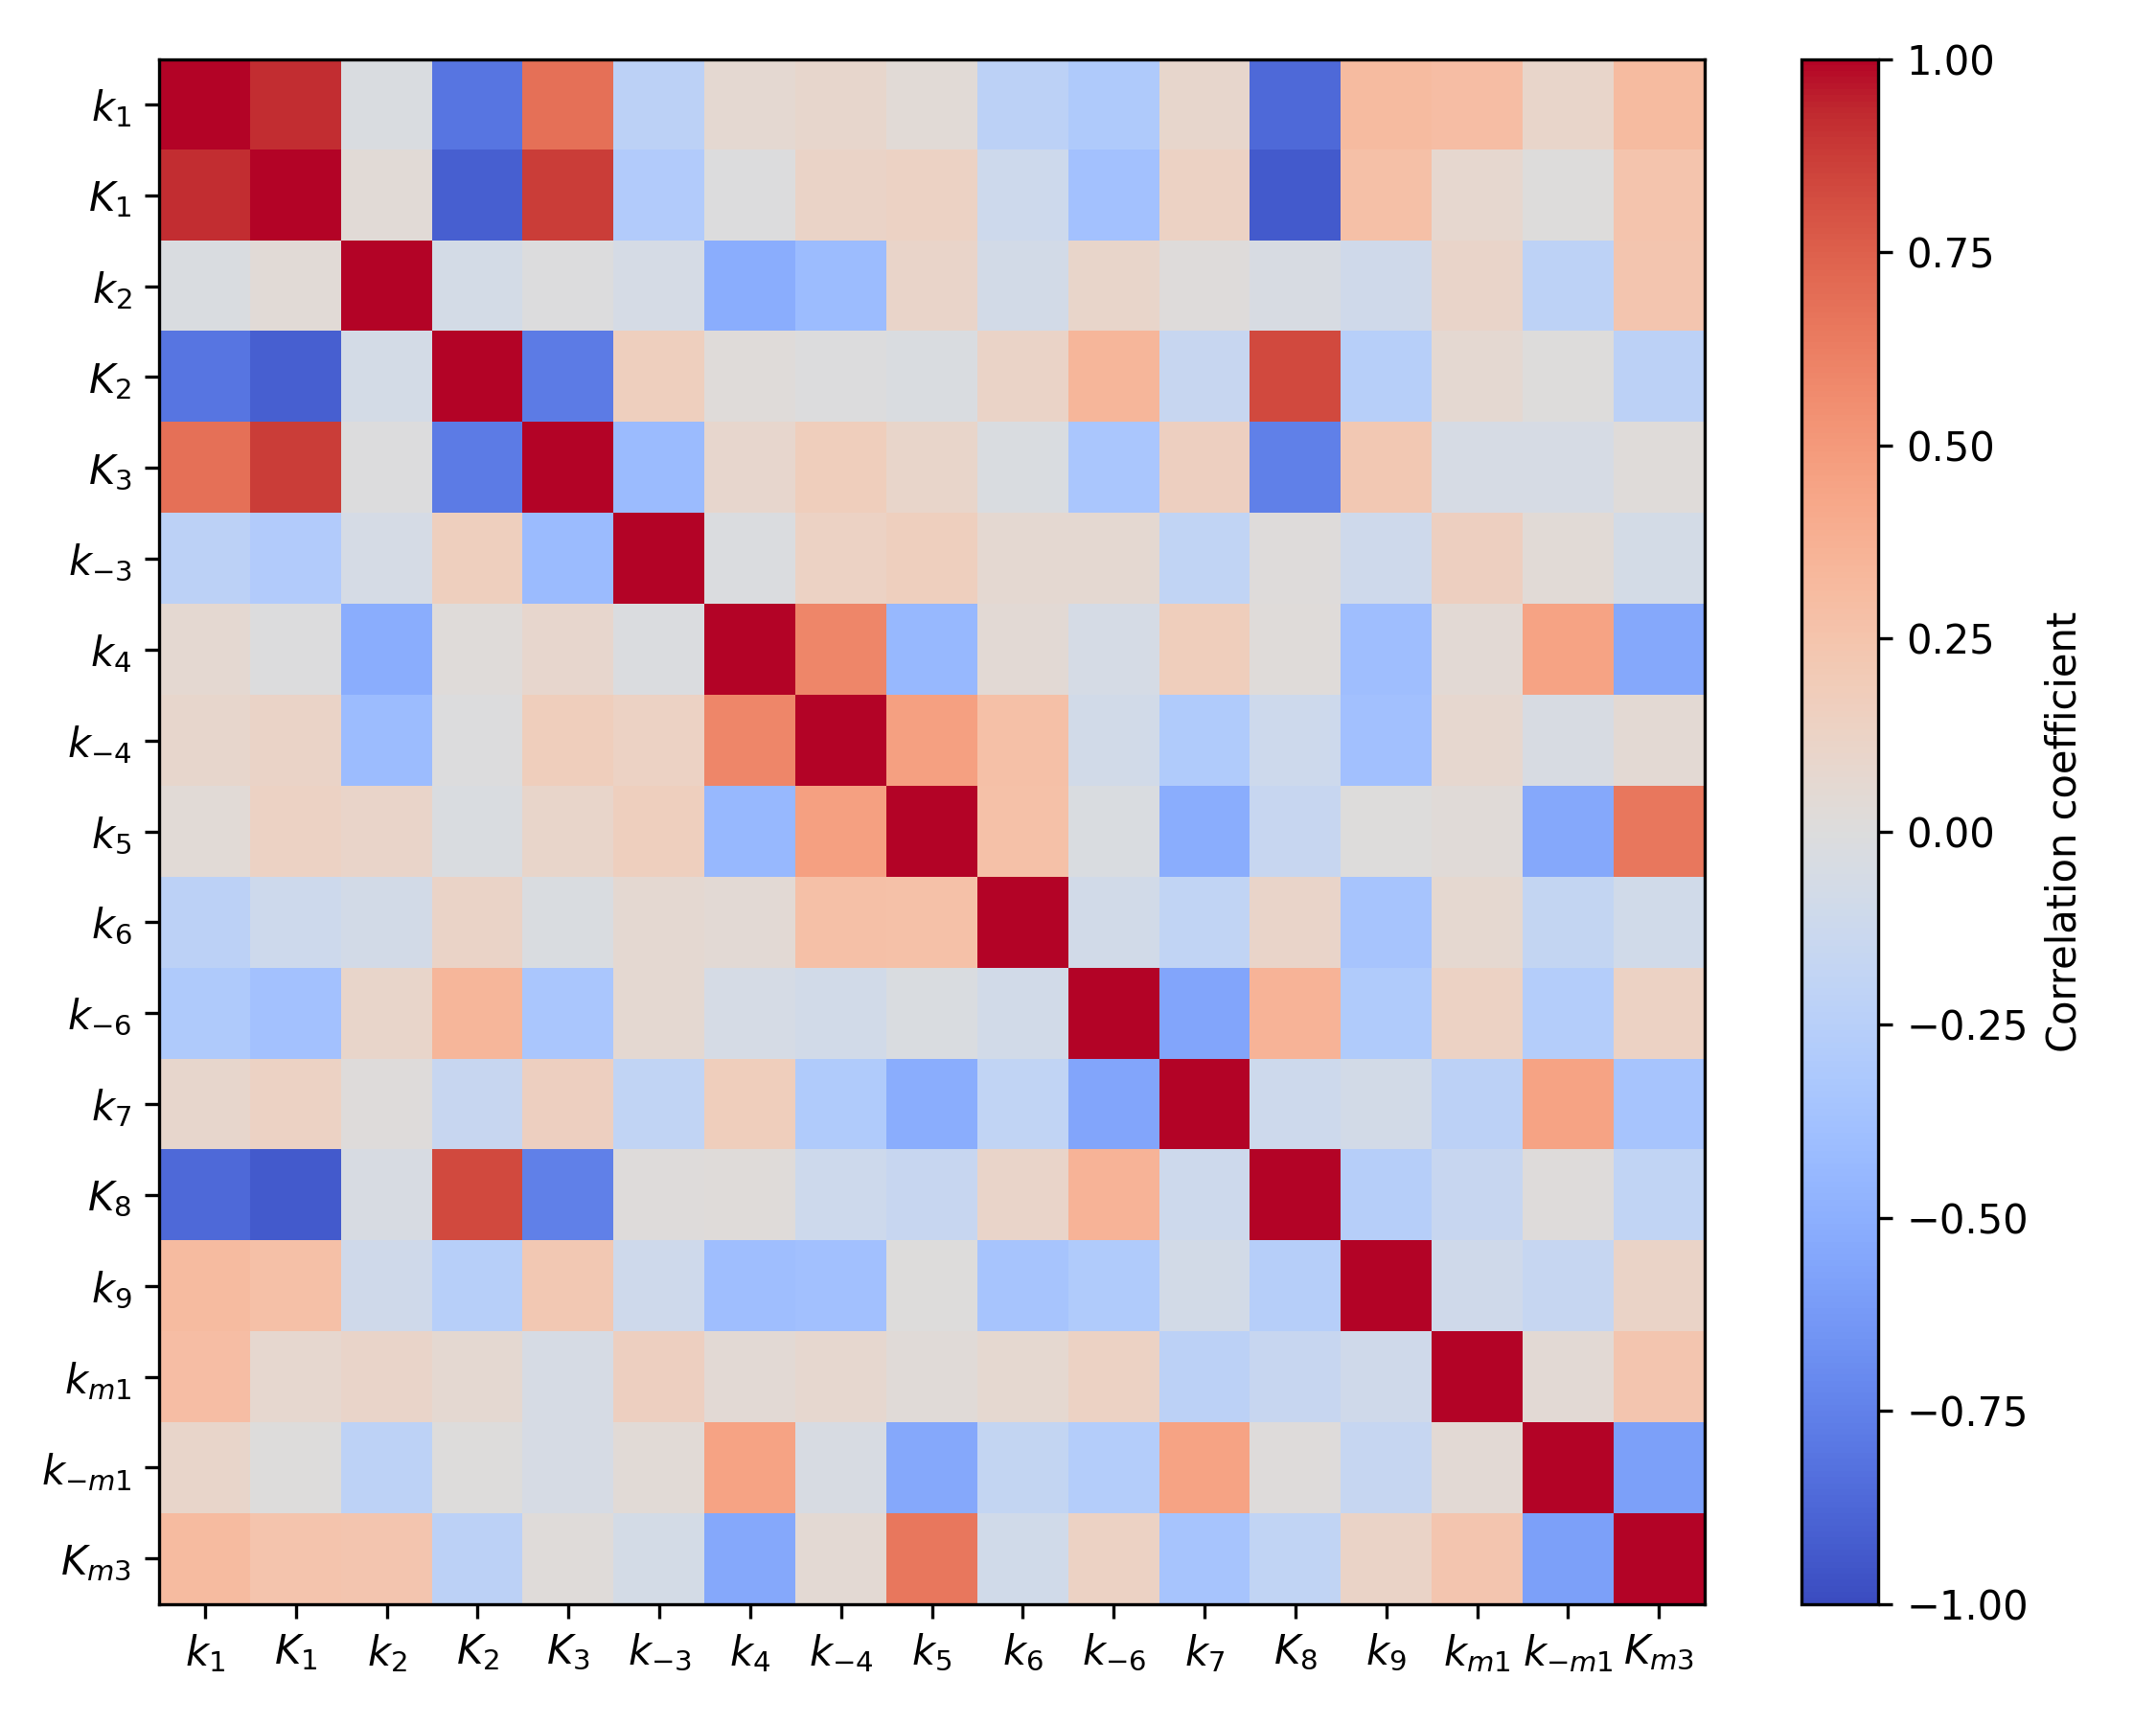 k₁
K₁
k₂
K₂
K₃
k₋₃
k₄
k₋₄
k₅
k₆
k₋₆
k₇
K₈
k₉
kₘ₁
k₋ₘ₁
Kₘ₃
k₁ K₁ k₂ K₂ K₃ k₋₃ k₄ k₋₄ k₅ k₆ k₋₆ k₇ K₈ k₉ kₘ₁ k₋ₘ₁ Kₘ₃
1.00
0.75
0.50
0.25
0.00
−0.25
−0.50
−0.75
−1.00
Correlation coefficient